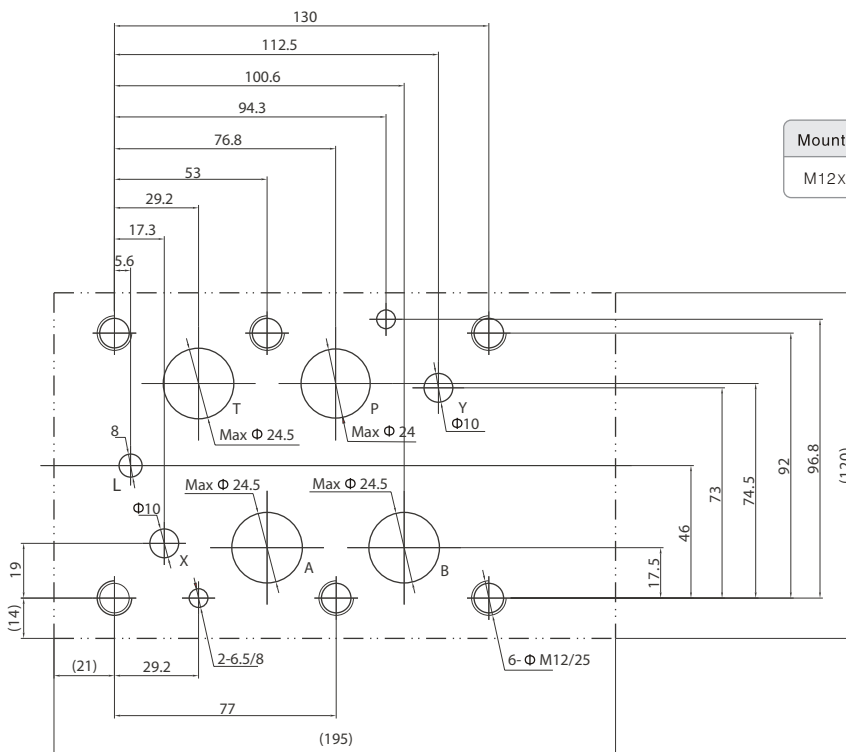 130
112.5
100.6
94.3
76.8
53
29.2
17.3
5.6
Mount
M12x
T
P
Y
Φ10
Max Φ 24.5
Max Φ 24
8
L
Max Φ 24.5
Max Φ 24.5
Φ10
X
A
B
19
(14)
17.5
46
73
74.5
92
96.8
(120)
2-6.5/8
6- Φ M12/25
(21)
29.2
77
(195)